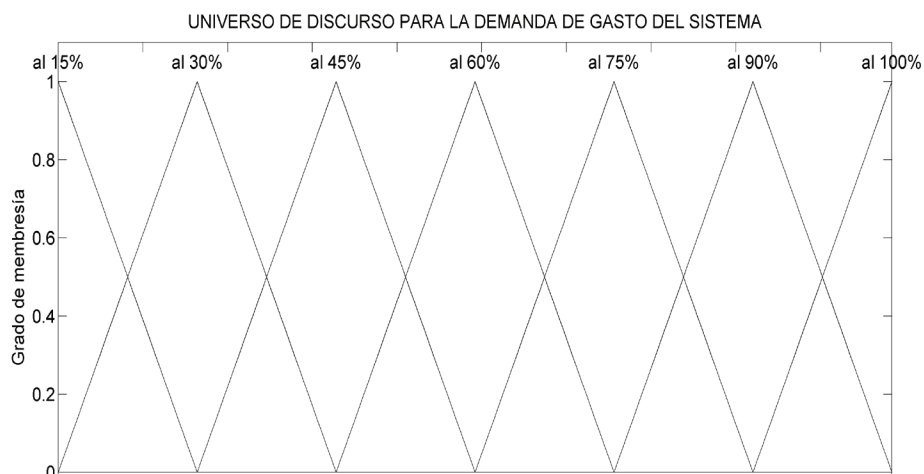 UNIVERSO DE DISCURSO PARA LA DEMANDA DE GASTO DEL SISTEMA
al 15% al 30% al 45% al 60% al 75% al 90% al 100%
1
0.8
0.6
0.4
0.2
0
Grado de membresía